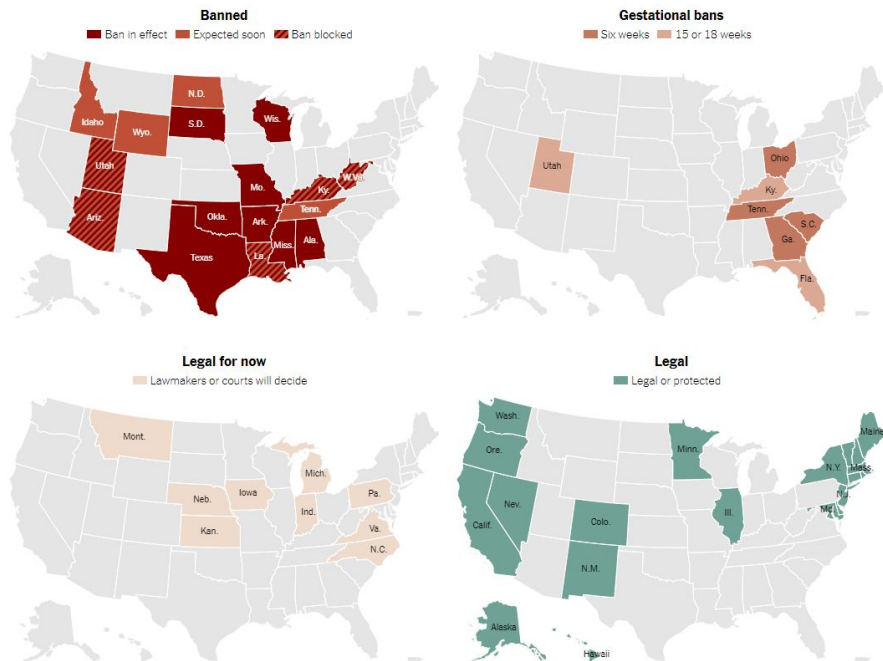 Banned
Ban in effect Expected soon Ban blocked
N.D.
Idaho
Wyo.
S.D.
Wis.
Utah
Mo.
Ky.
W.Va.
Ariz.
Okla.
Ark.
Tenn.
Texas
La.
Miss.
Ala.
Gestational bans
Six weeks 15 or 18 weeks
Utah
Ohio
Ky.
Tenn.
S.C.
Ga.
Fla.
Legal for now
Lawmakers or courts will decide
Mont.
Mich.
Neb.
Iowa
Pa.
Ind.
Kan.
Va.
N.C.
Legal
Legal or protected
Wash.
Maine
Ore.
Minn.
N.Y.
Mass.
Nev.
N.J.
Calif.
Colo.
Ill.
Md.
N.M.
Alaska
Hawaii